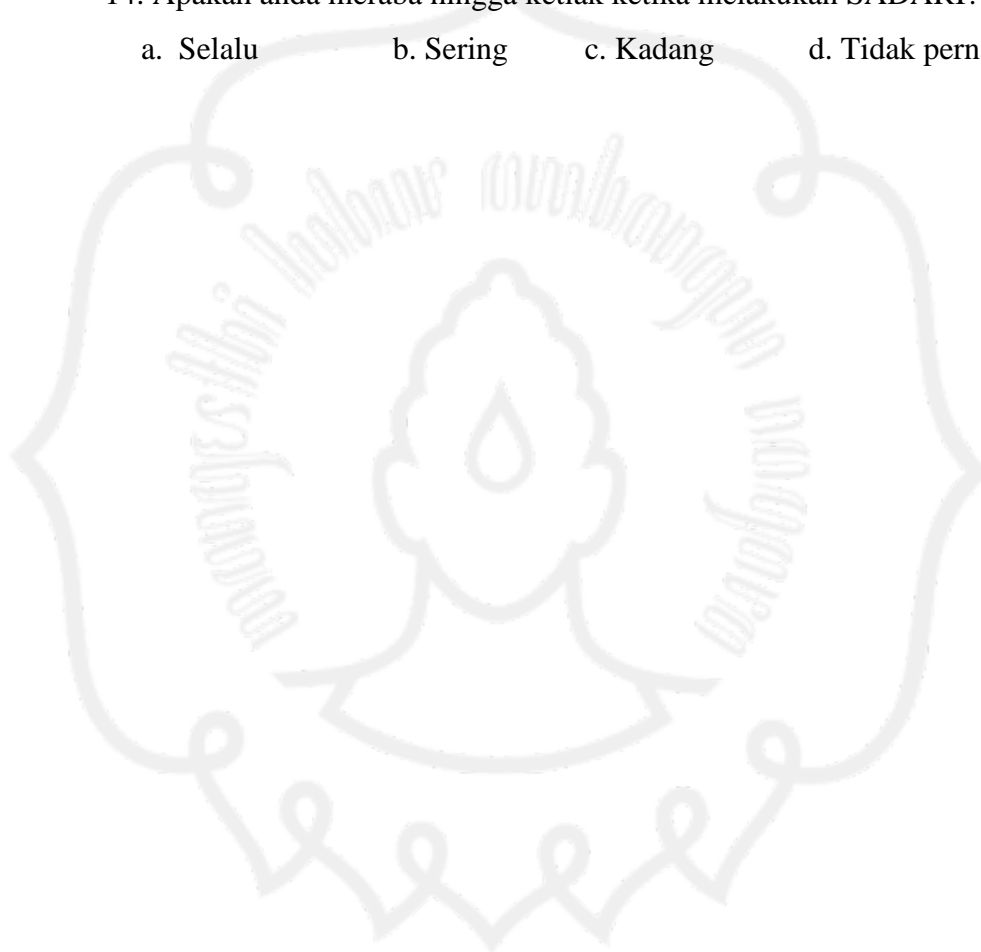 14. Apakah anda meraba hingga ketiak ketika melakukan SADARI?
a. Selalu b. Sering c. Kadang d. Tidak pern